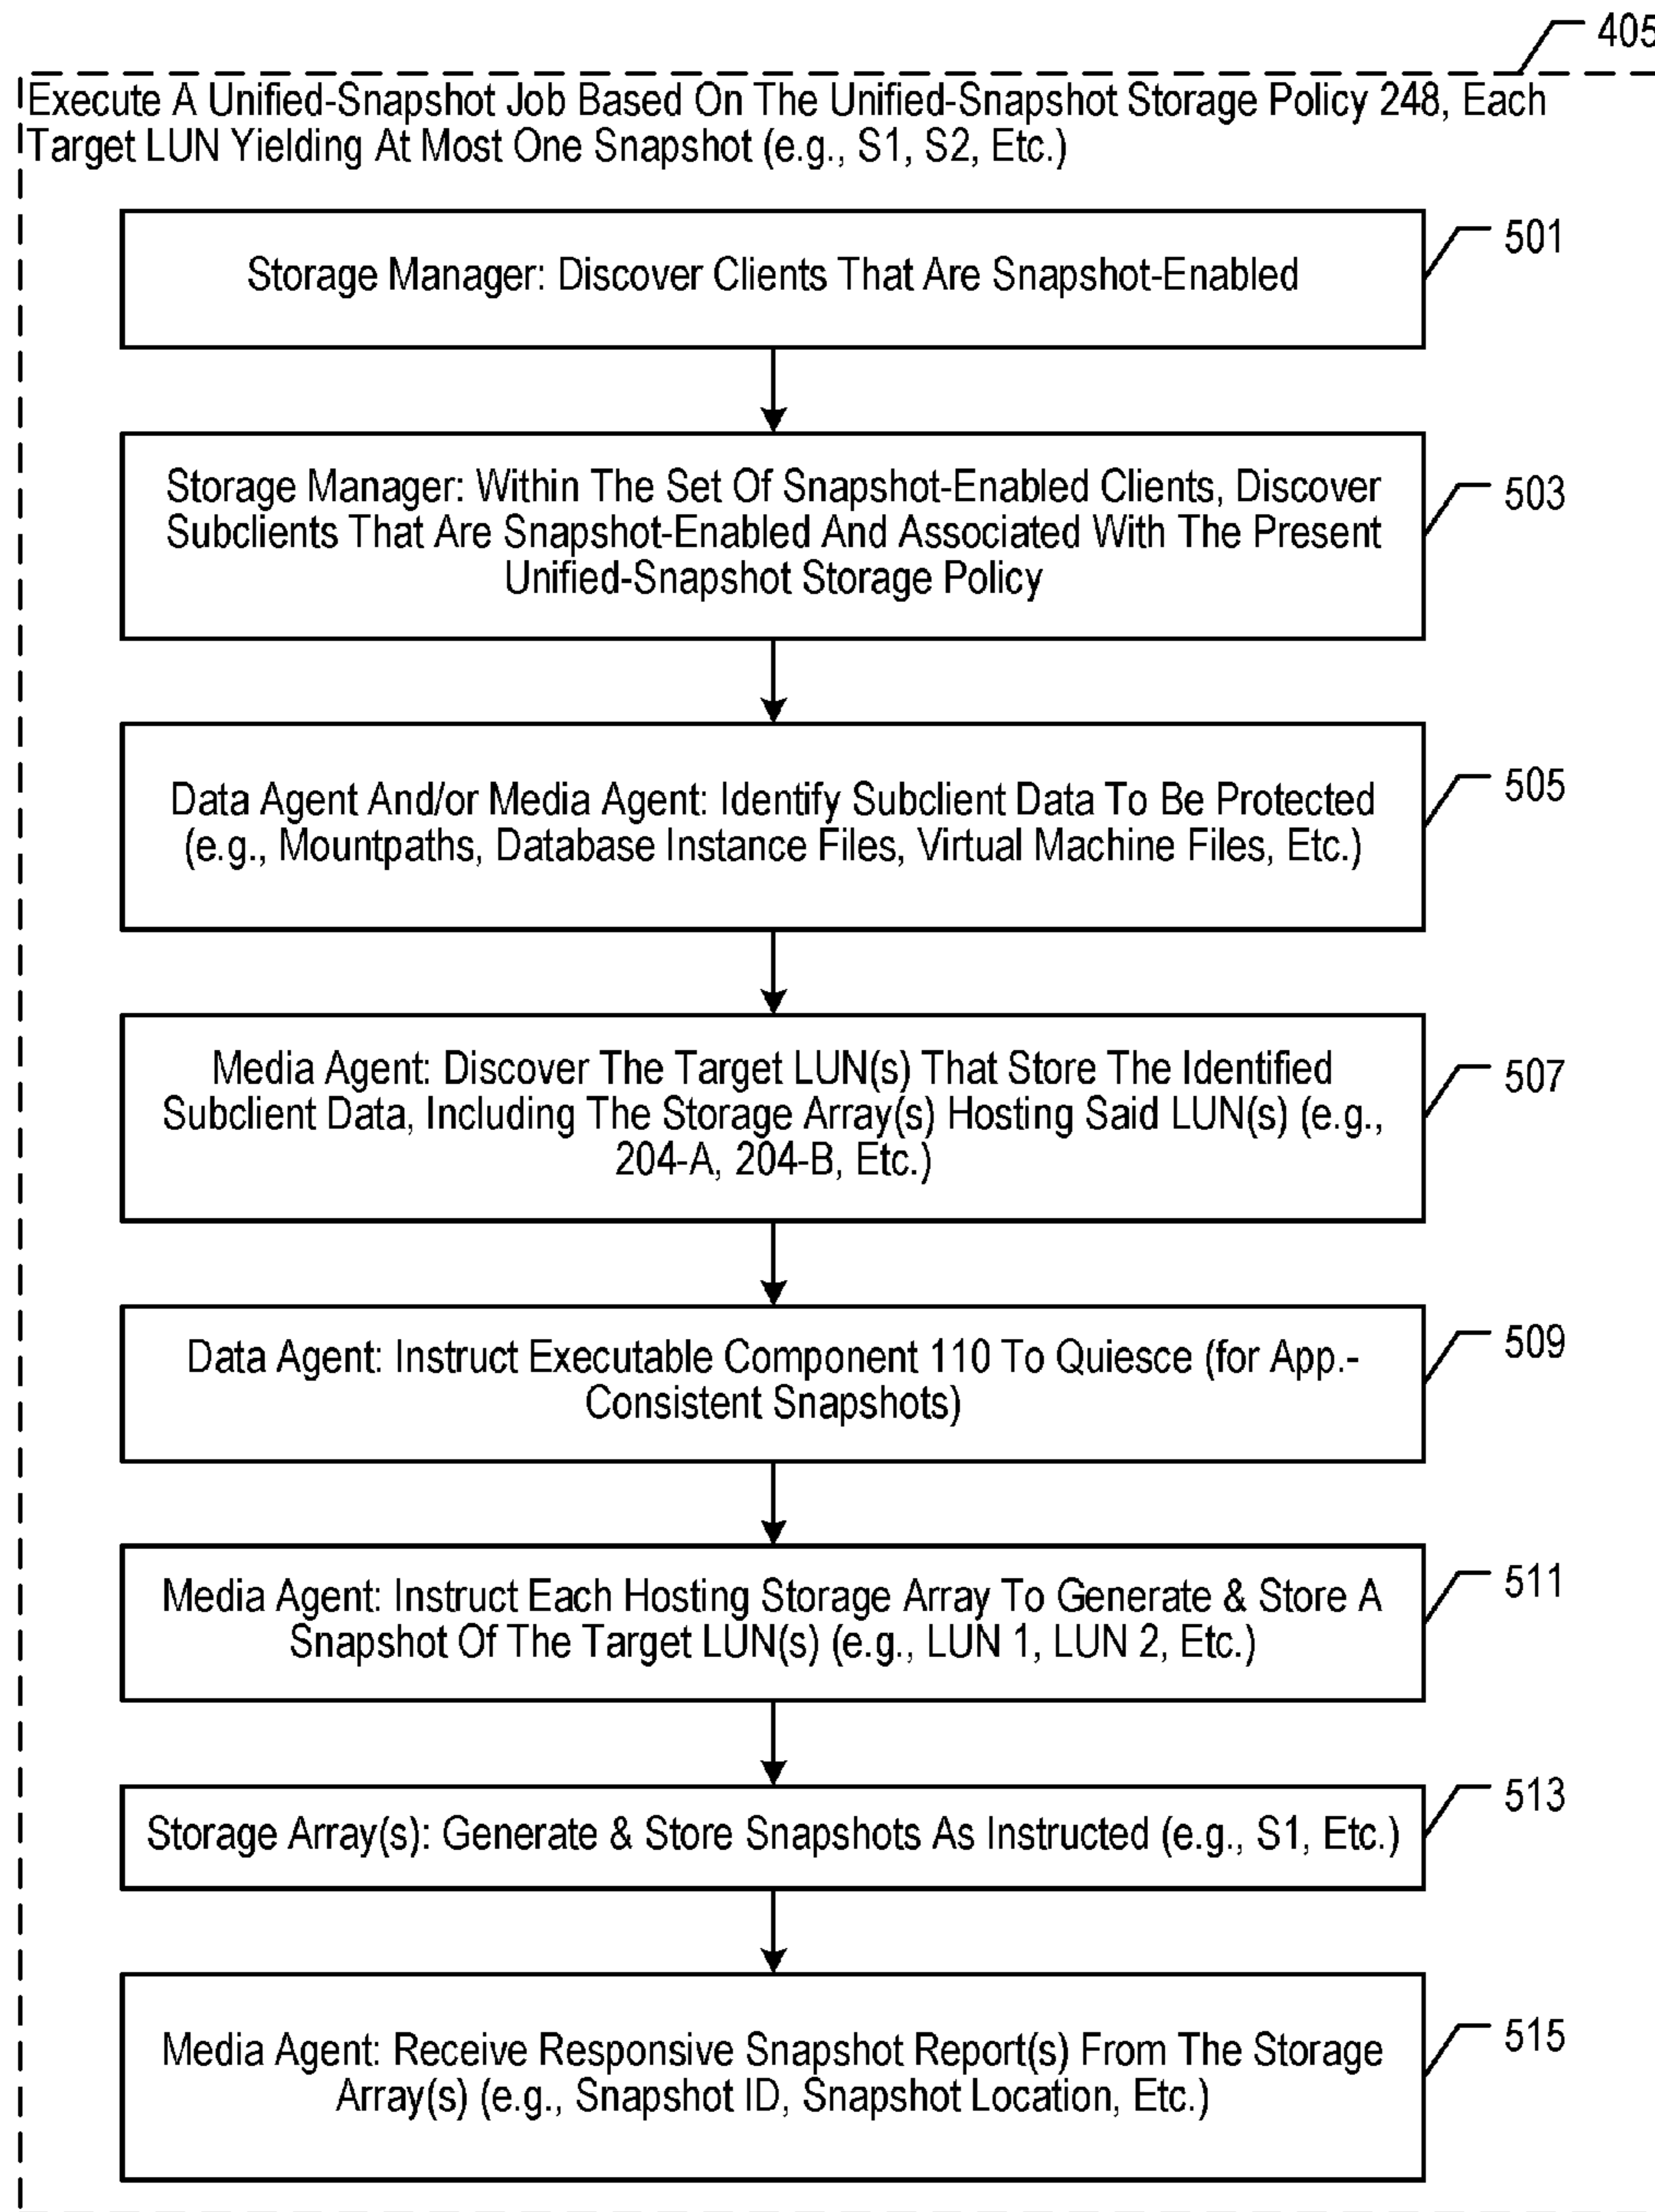 405
Execute A Unified-Snapshot Job Based On The Unified-Snapshot Storage Policy 248, Each
Target LUN Yielding At Most One Snapshot (e.g., S1, S2, Etc.)
501
Storage Manager: Discover Clients That Are Snapshot-Enabled
503
Storage Manager: Within The Set Of Snapshot-Enabled Clients, Discover
Subclients That Are Snapshot-Enabled And Associated With The Present
Unified-Snapshot Storage Policy
505
Data Agent And/or Media Agent: Identify Subclient Data To Be Protected
(e.g., Mountpaths, Database Instance Files, Virtual Machine Files, Etc.)
507
Media Agent: Discover The Target LUN(s) That Store The Identified
Subclient Data, Including The Storage Array(s) Hosting Said LUN(s) (e.g.,
204-A, 204-B, Etc.)
509
Data Agent: Instruct Executable Component 110 To Quiesce (for App.-
Consistent Snapshots)
511
Media Agent: Instruct Each Hosting Storage Array To Generate & Store A
Snapshot Of The Target LUN(s) (e.g., LUN 1, LUN 2, Etc.)
513
Storage Array(s): Generate & Store Snapshots As Instructed (e.g., S1, Etc.)
515
Media Agent: Receive Responsive Snapshot Report(s) From The Storage
Array(s) (e.g., Snapshot ID, Snapshot Location, Etc.)